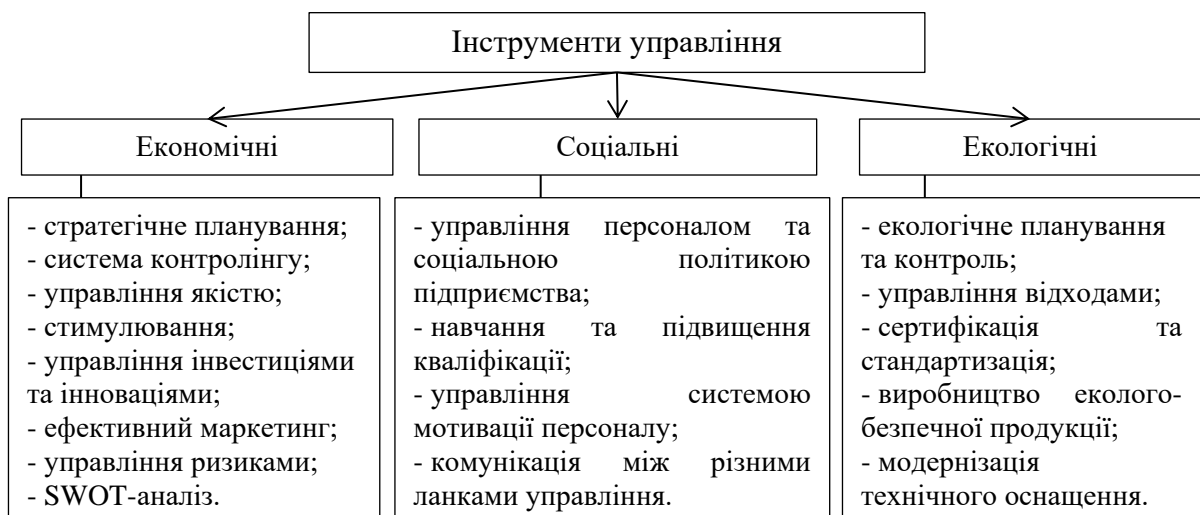 Інструменти управління
Економічні
- стратегічне планування;
- система контролінгу;
- управління якістю;
- стимулювання;
- управління інвестиціями
та інноваціями;
- ефективний маркетинг;
- управління ризиками;
- SWOT-аналіз.
Соціальні
- управління персоналом та
соціальною політикою
підприємства;
- навчання та підвищення
кваліфікації;
- управління системою
мотивації персоналу;
- комунікація між різними
ланками управління.
Екологічні
- екологічне планування
та контроль;
- управління відходами;
- сертифікація та
стандартизація;
- виробництво еколого-
безпечної продукції;
- модернізація
технічного оснащення.